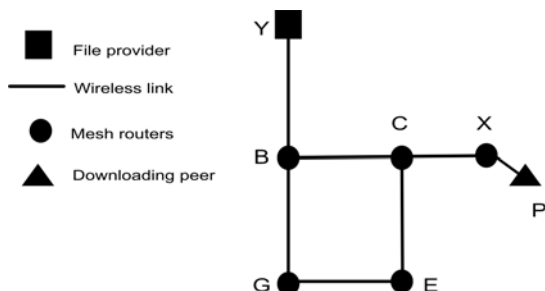 File provider
Wireless link
Mesh routers
Downloading peer
Y
C
X
B
P
G
E